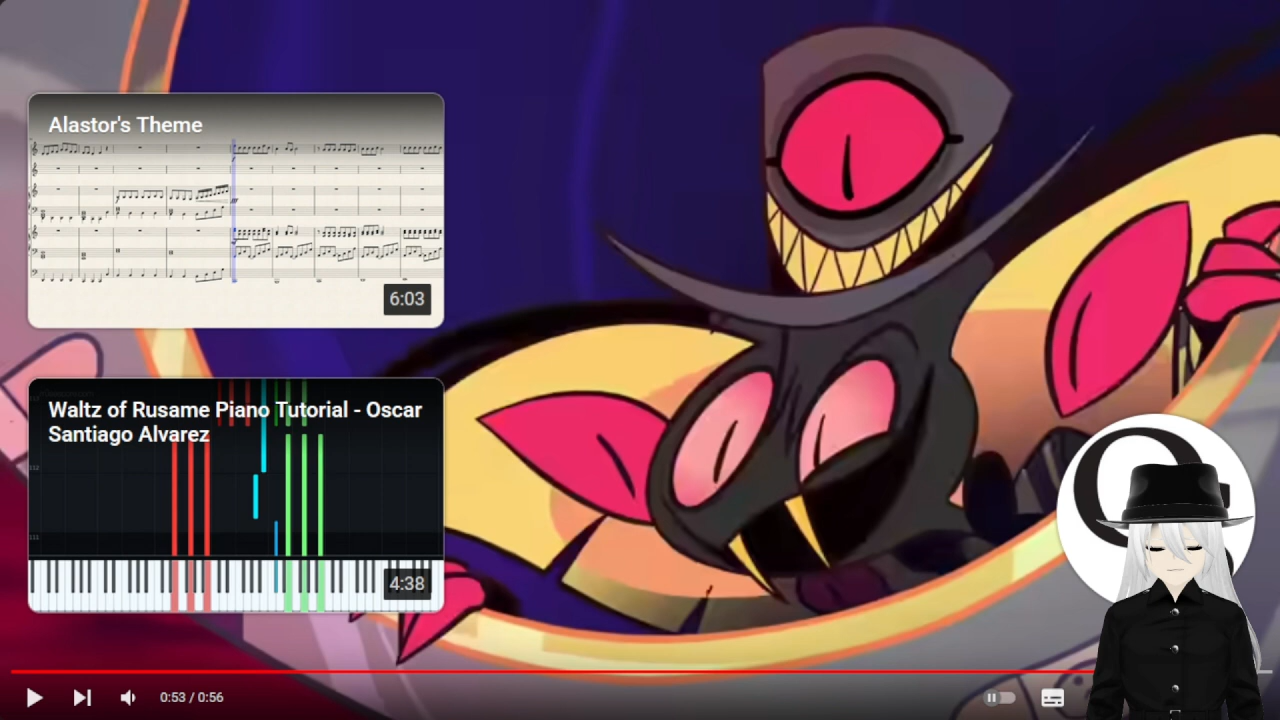 Alastor's Theme
6:03
Waltz of Rusame Piano Tutorial - Oscar
Santiago Alvarez
4:38
0:53 / 0:56